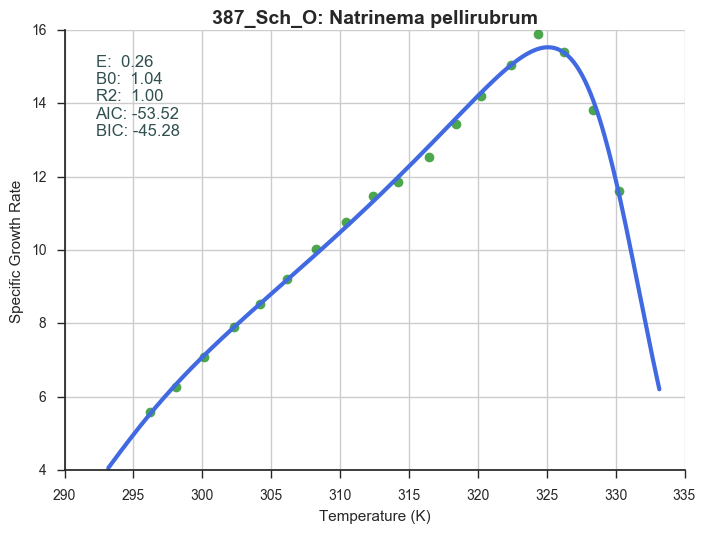 387_Sch_O: Natrinema pellirubrum
E: 0.26
B0: 1.04
R2: 1.00
AIC: -53.52
BIC: -45.28
Specific Growth Rate
16
14
12
10
8
6
4
290 295 300 305 310 315 320 325 330 335
Temperature (K)